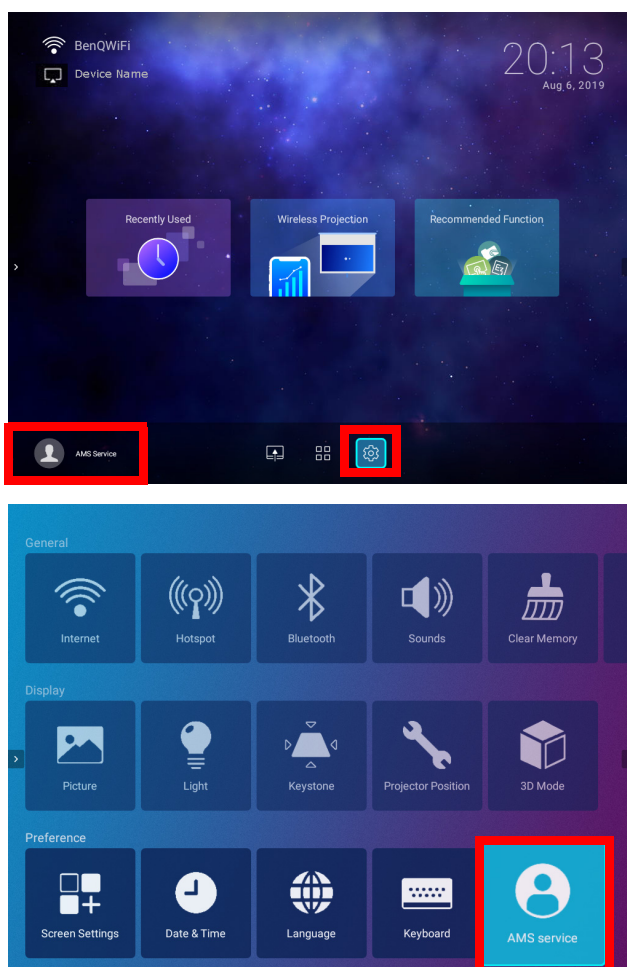 BenQWiFi
Device Name
20:13
Aug 6, 2019
Recently Used
Wireless Projection
Recommended Function
AMS Service
General
Internet
Hotspot
Bluetooth
Sounds
Clear Memory
Display
Picture
Light
Keystone
Projector Position
3D Mode
Preference
Screen Settings
Date & Time
Language
Keyboard
AMS service